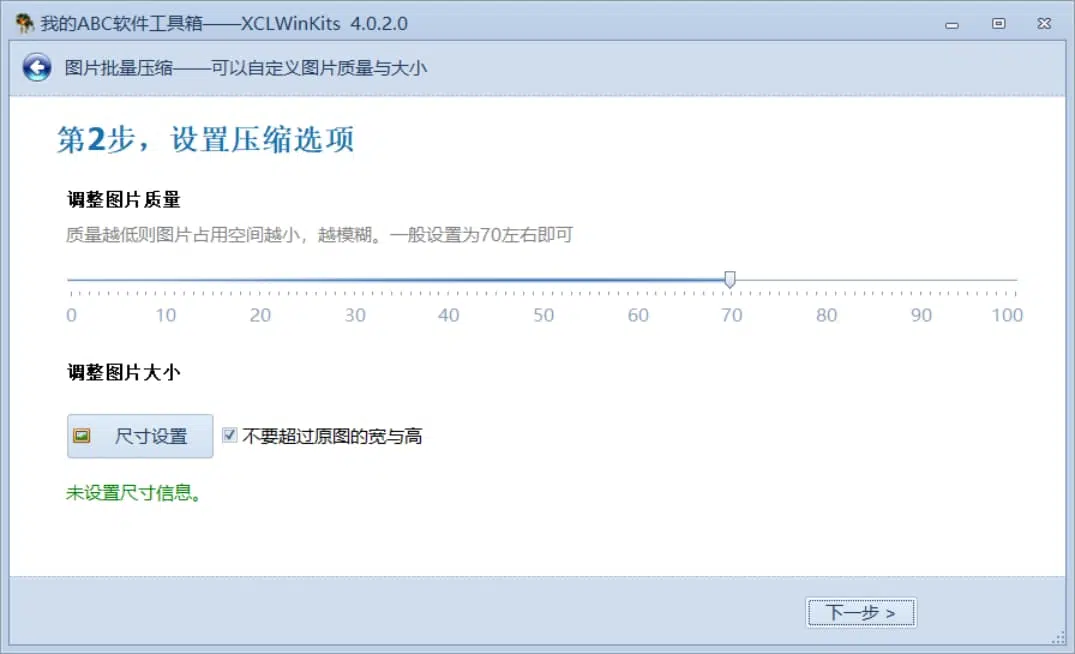 我的ABC软件工具箱——XCLWinKits 4.0.2.0
图片批量压缩——可以自定义图片质量与大小
第2步，设置压缩选项
调整图片质量
质量越低则图片占用空间越小，越模糊。一般设置为70左右即可
0 10 20 30 40 50 60 70 80 90 100
调整图片大小
尺寸设置 不要超过原图的宽与高
未设置尺寸信息。
下一步 >